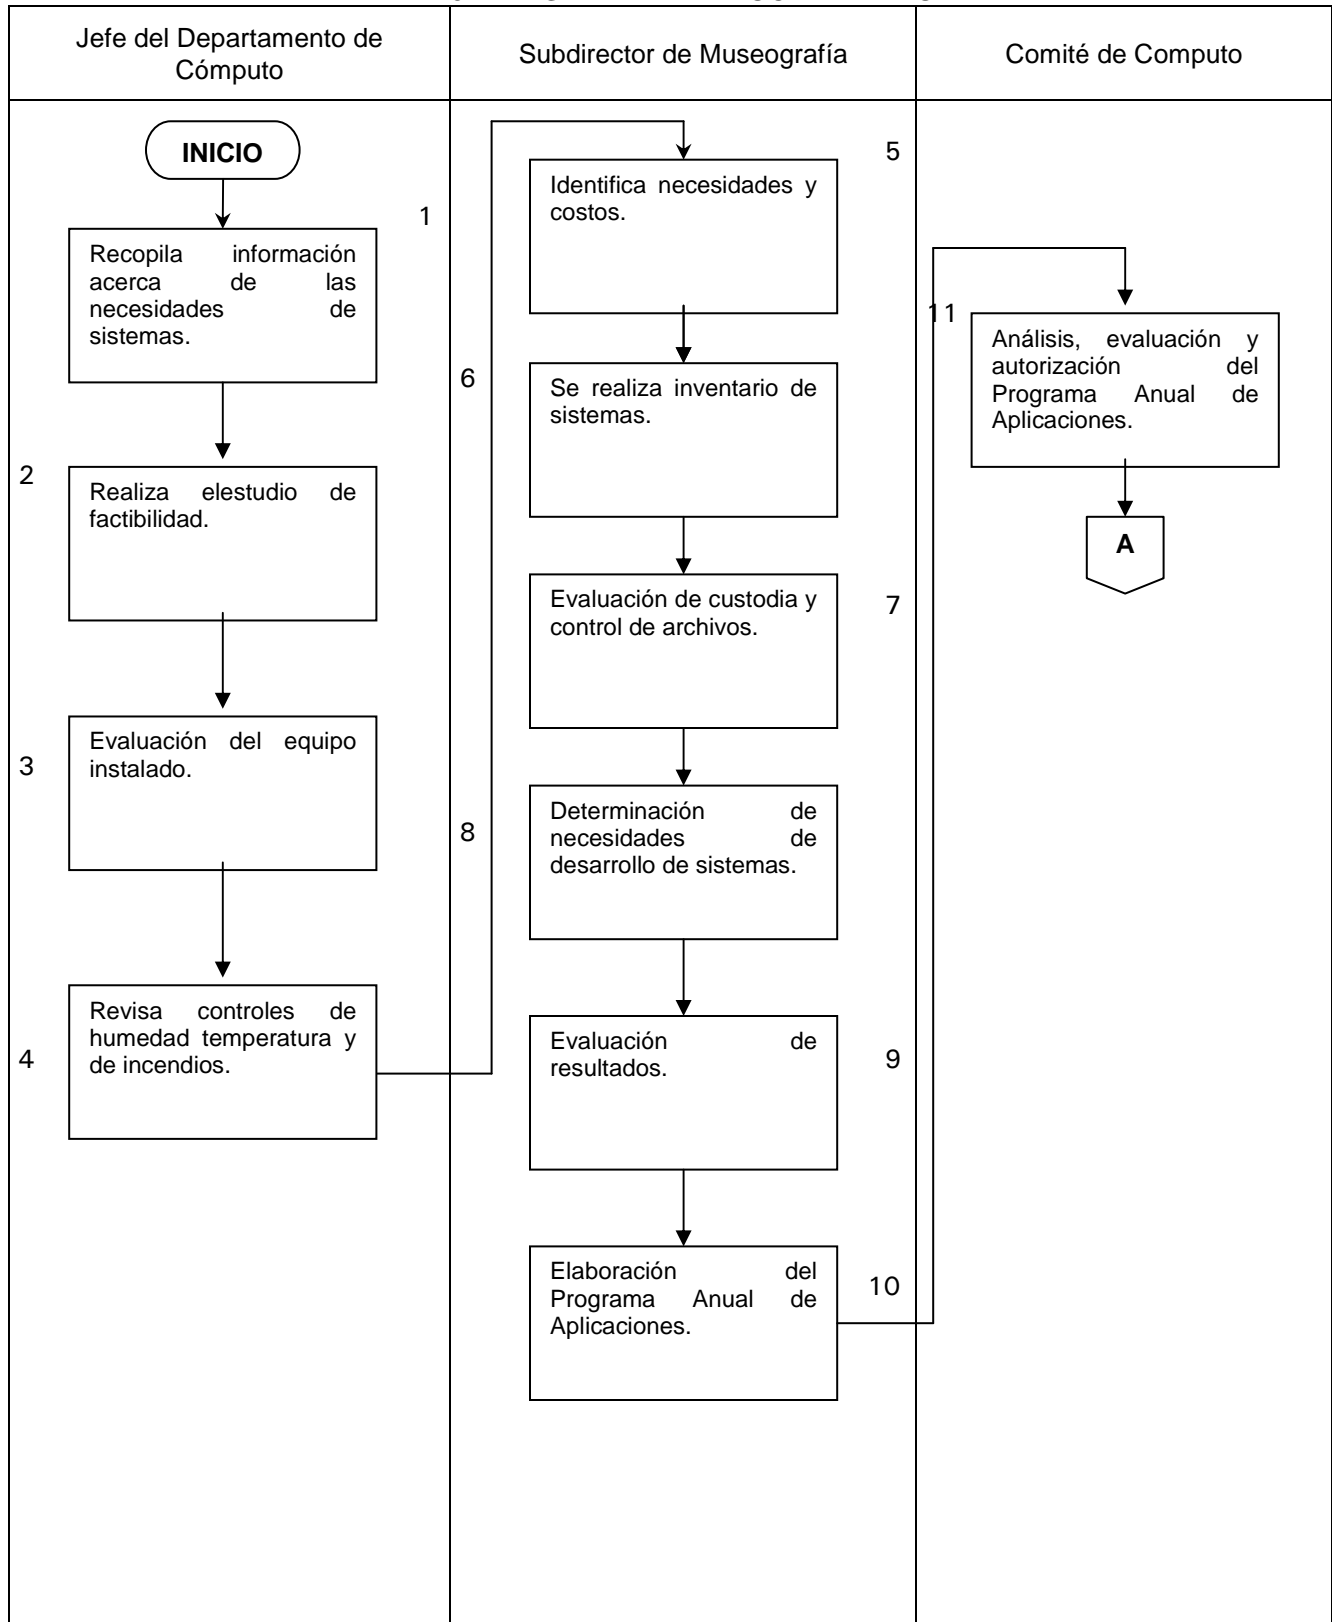 Jefe del Departamento de
Cómputo
Subdirector de Museografía
Comité de Computo
INICIO
1
Recopila información
acerca de las
necesidades de
sistemas.
2
Realiza elestudio de
factibilidad.
3
Evaluación del equipo
instalado.
4
Revisa controles de
humedad temperatura y
de incendios.
5
Identifica necesidades y
costos.
6
Se realiza inventario de
sistemas.
7
Evaluación de custodia y
control de archivos.
8
Determinación de
necesidades de
desarrollo de sistemas.
9
Evaluación de
resultados.
10
Elaboración del
Programa Anual de
Aplicaciones.
11
Análisis, evaluación y
autorización del
Programa Anual de
Aplicaciones.
A